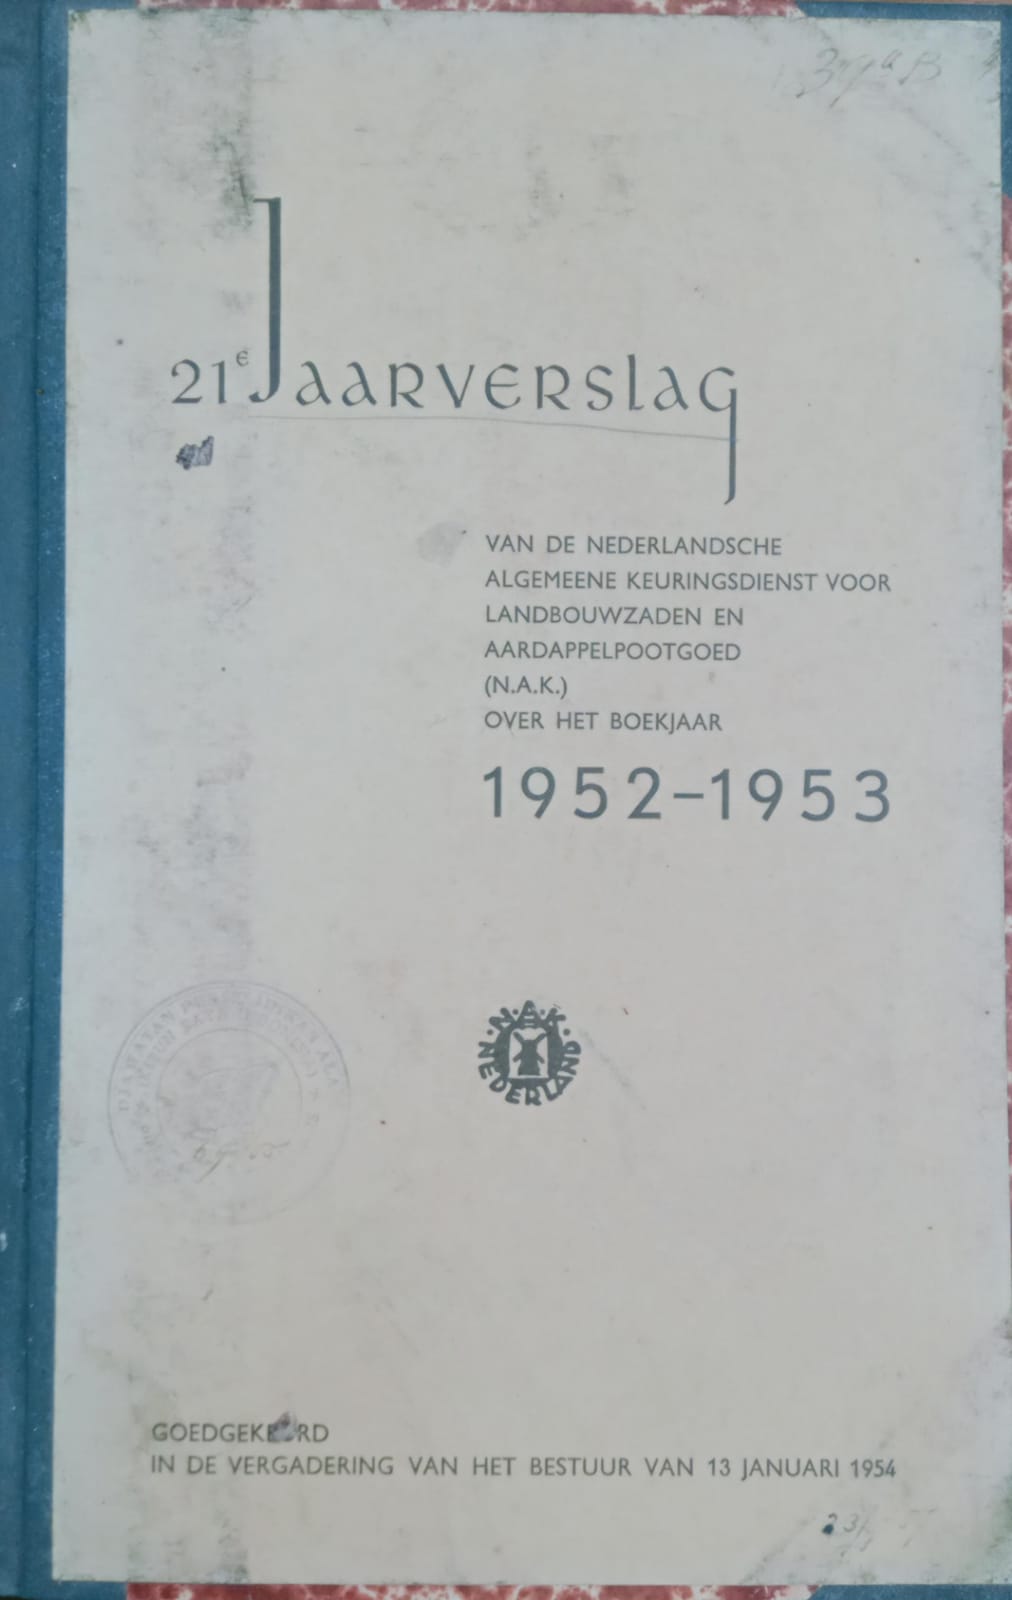 21e Jaarverslag
VAN DE NEDERLANDSCHE
ALGEMEENE KEURINGSDIENST VOOR
LANDBOUWZADEN EN
AARDAPPELPOOTGOED
(N.A.K.)
OVER HET BOEKJAAR
1952-1953
·N·A·K·
NEDERLAND
GOEDGEKEURD
IN DE VERGADERING VAN HET BESTUUR VAN 13 JANUARI 1954